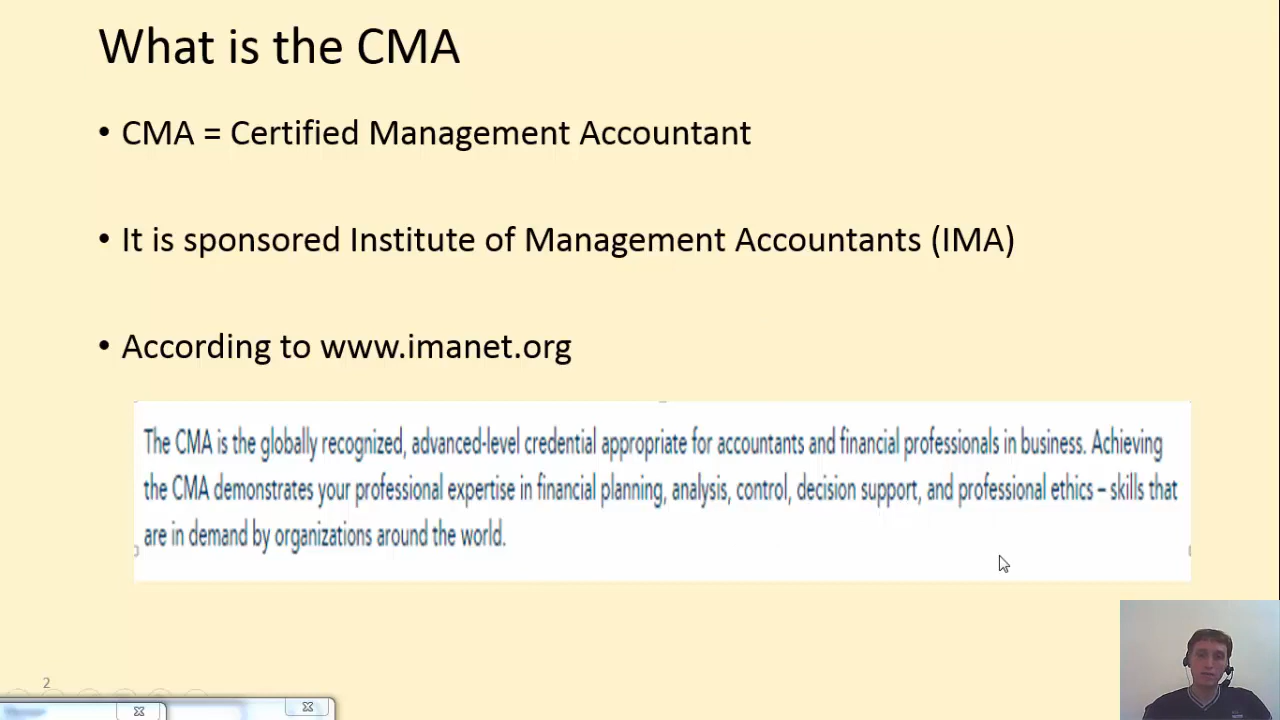 What is the CMA
• CMA = Certified Management Accountant
• It is sponsored Institute of Management Accountants (IMA)
• According to www.imanet.org
The CMA is the globally recognized, advanced-level credential appropriate for accountants and financial professionals in business. Achieving
the CMA demonstrates your professional expertise in financial planning, analysis, control, decision support, and professional ethics – skills that
are in demand by organizations around the world.
2